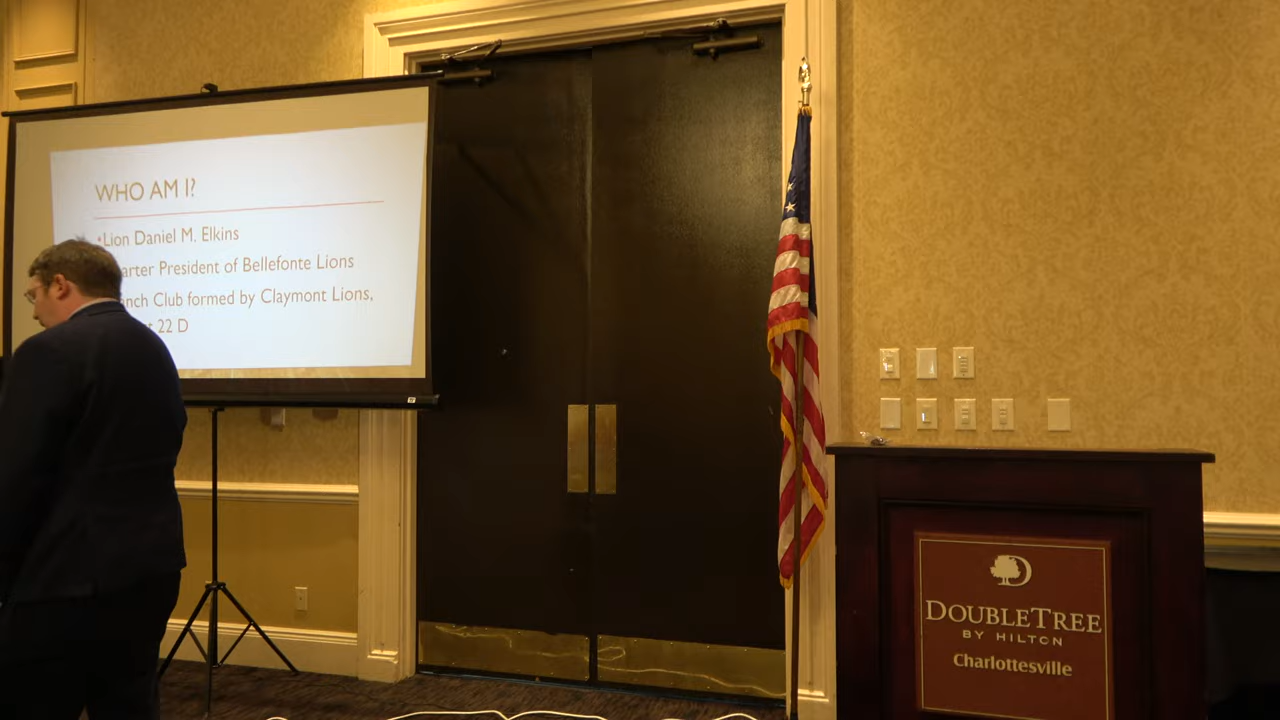 WHO AM I?
•Lion Daniel M. Elkins
arter President of Bellefonte Lions
nch Club formed by Claymont Lions,
22 D
DOUBLETREE
BY HILTON
Charlottesville